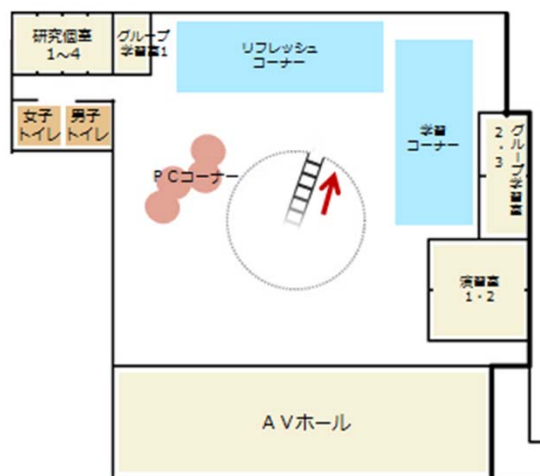 研究個室
1～4
グループ
学習室1
リフレッシュ
コーナー
女子
トイレ
男子
トイレ
学習
コーナー
グループ学習室
2・3
PCコーナー
演習室
1・2
AVホール